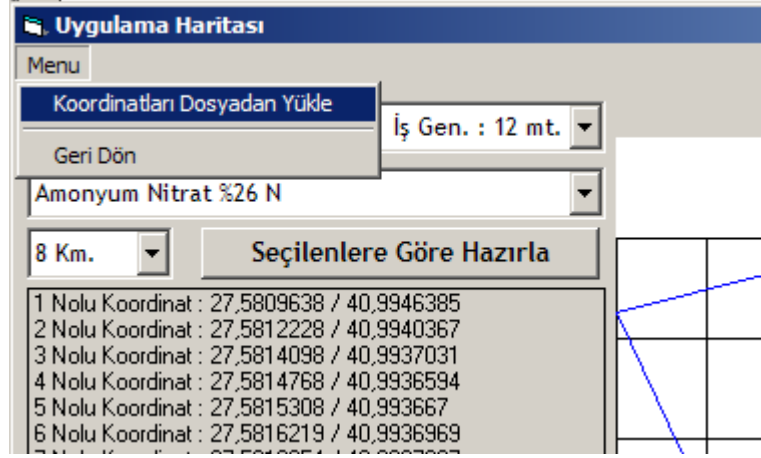 Uygulama Haritası
Menu
Koordinatları Dosyadan Yükle
İş Gen. : 12 mt.
Geri Dön
Amonyum Nitrat %26 N
8 Km.
Seçilenlere Göre Hazırla
1 Nolu Koordinat : 27,5809638 / 40,9946385
2 Nolu Koordinat : 27,5812228 / 40,9940367
3 Nolu Koordinat : 27,5814098 / 40,9937031
4 Nolu Koordinat : 27,5814768 / 40,9936594
5 Nolu Koordinat : 27,5815308 / 40,993667
6 Nolu Koordinat : 27,5816219 / 40,9936969